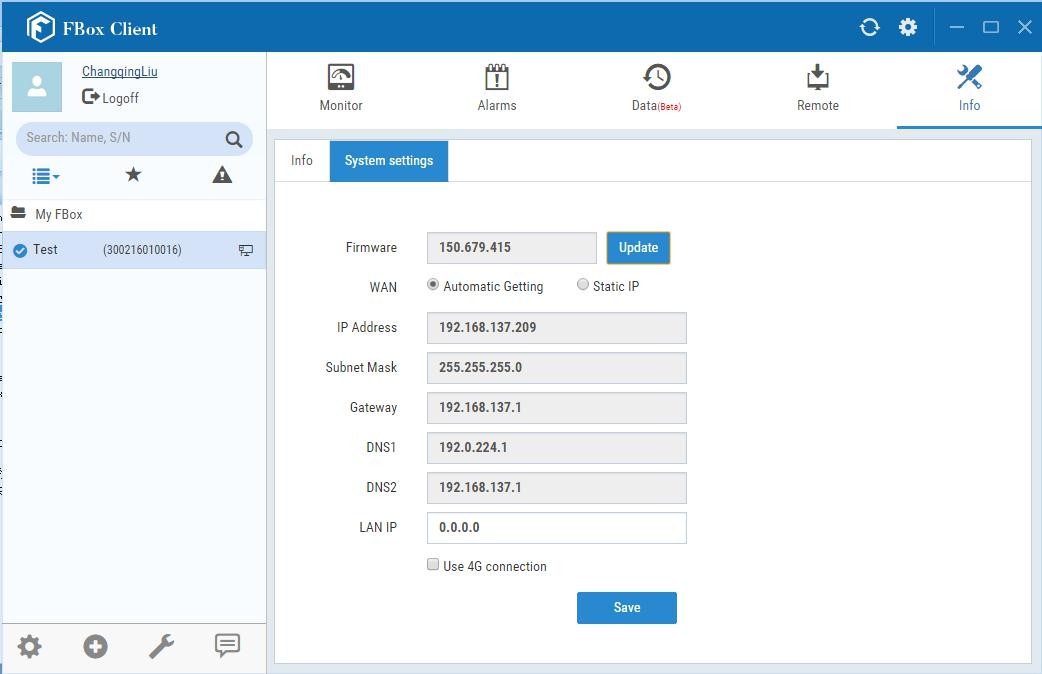 FBox Client
ChangqingLiu
Logoff
Search: Name, S/N
My FBox
Test (300216010016)
Monitor Alarms Data(Beta) Remote Info
Info System settings
Firmware 150.679.415 Update
WAN Automatic Getting Static IP
IP Address 192.168.137.209
Subnet Mask 255.255.255.0
Gateway 192.168.137.1
DNS1 192.0.224.1
DNS2 192.168.137.1
LAN IP 0.0.0.0
Use 4G connection
Save